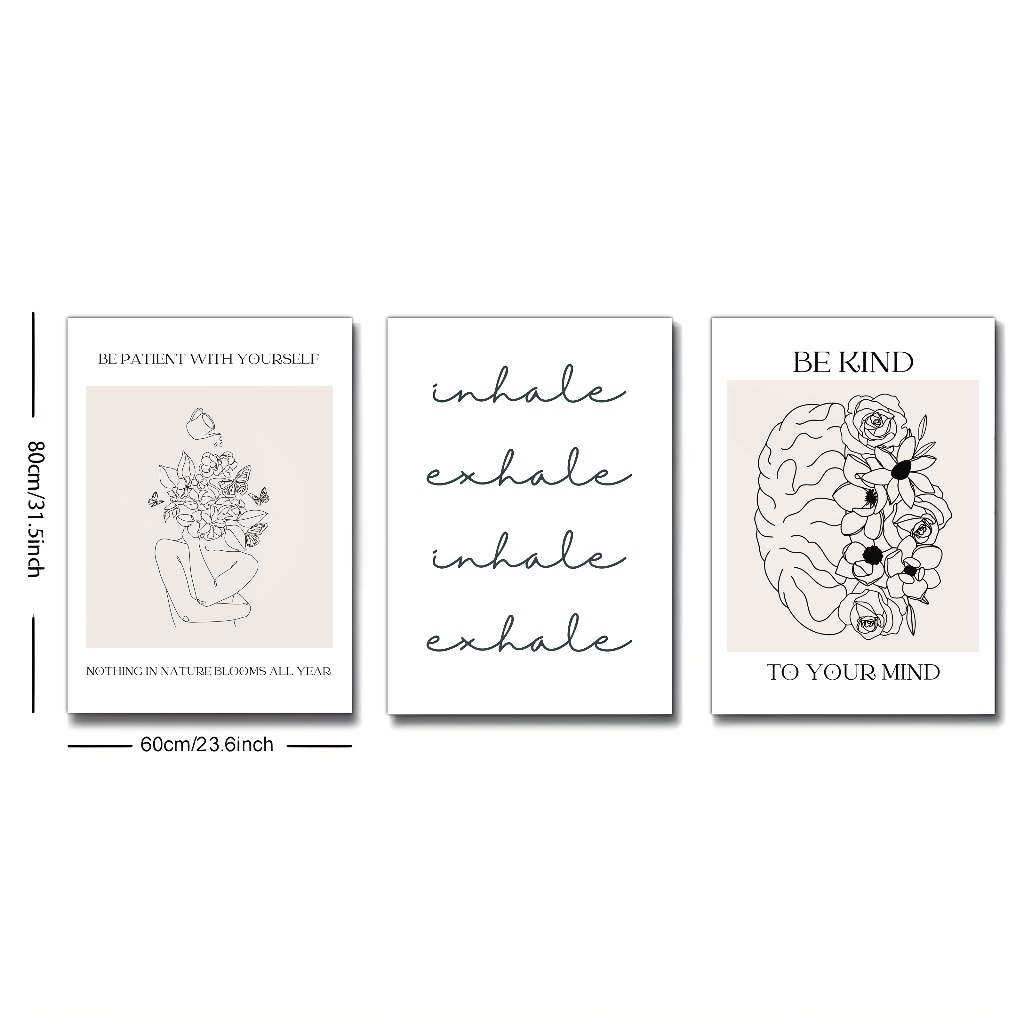 BE PATIENT WITH YOURSELF
NOTHING IN NATURE BLOOMS ALL YEAR
inhale
exhale
inhale
exhale
BE KIND
TO YOUR MIND
80cm/31.5inch
60cm/23.6inch